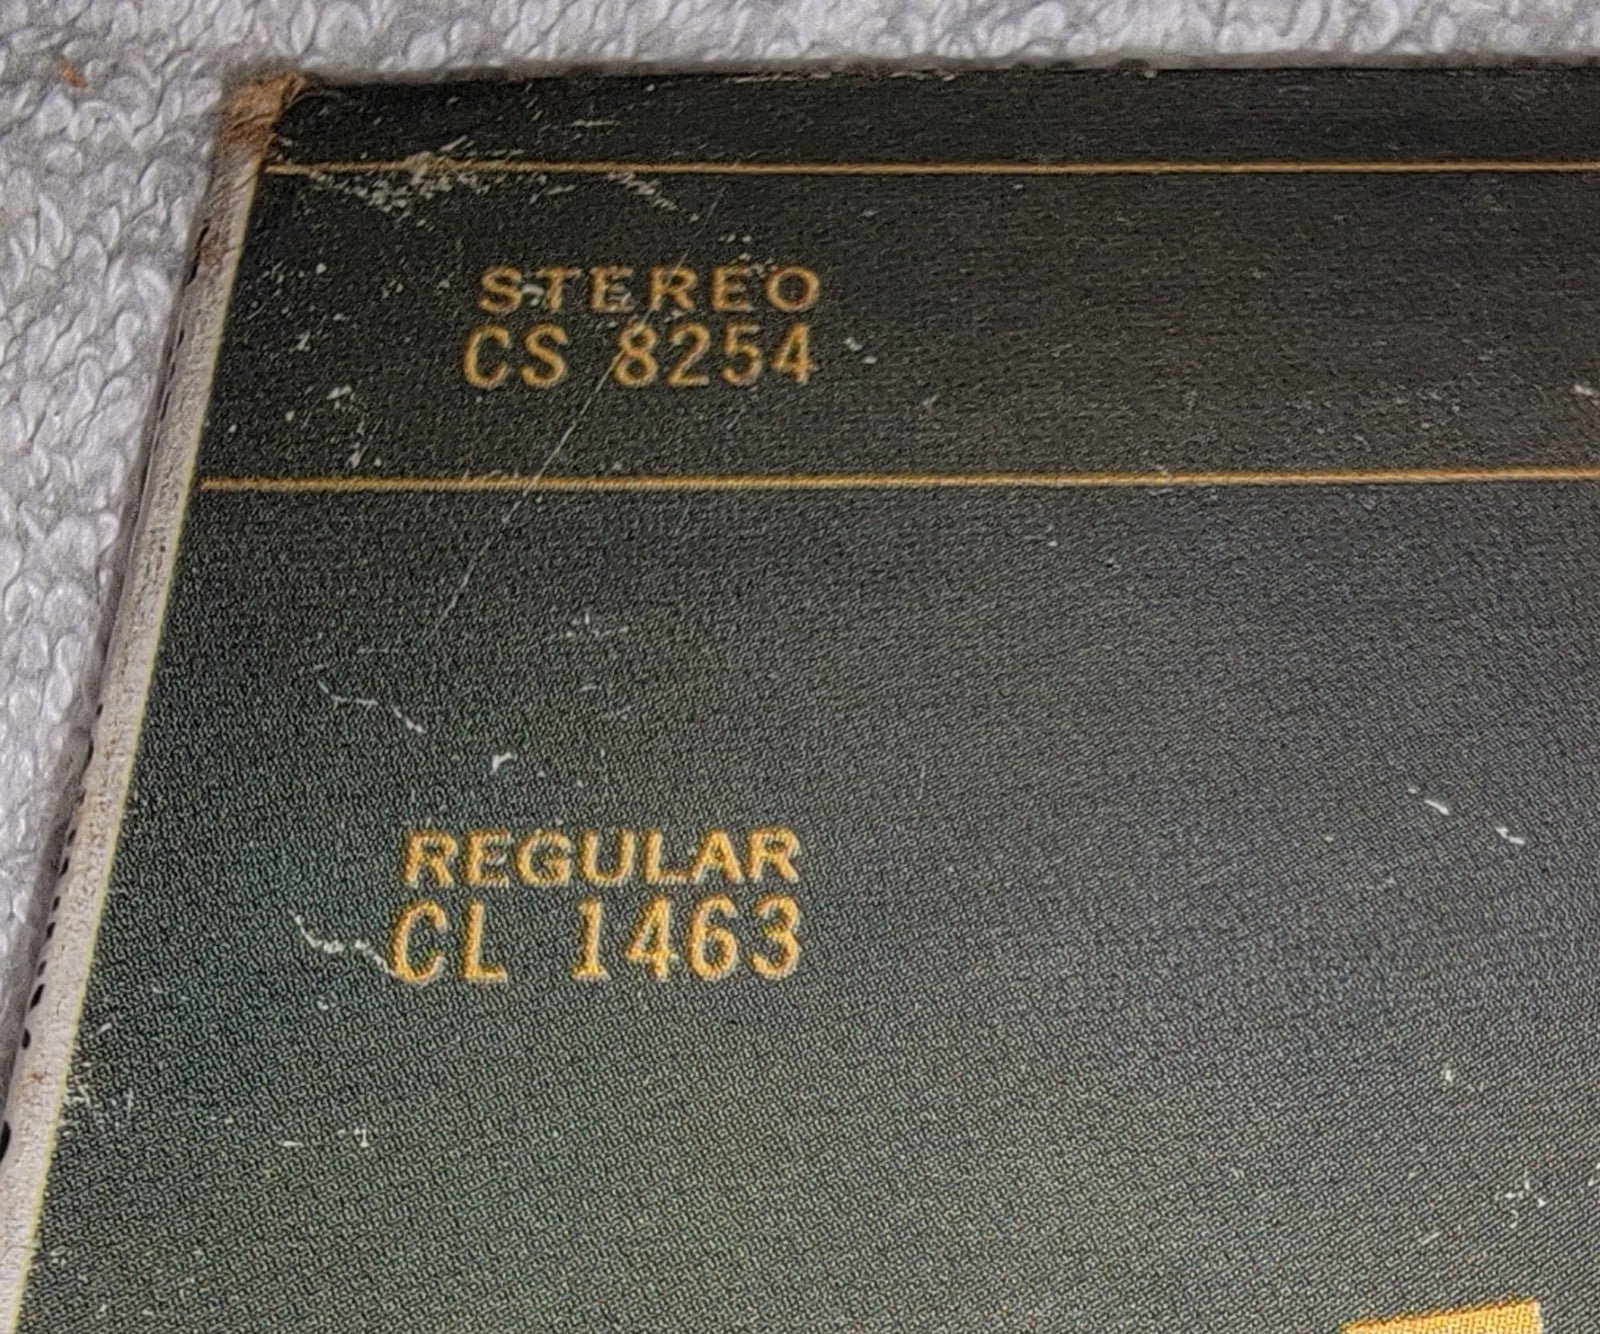 STEREO
CS 8254
REGULAR
CL 1463